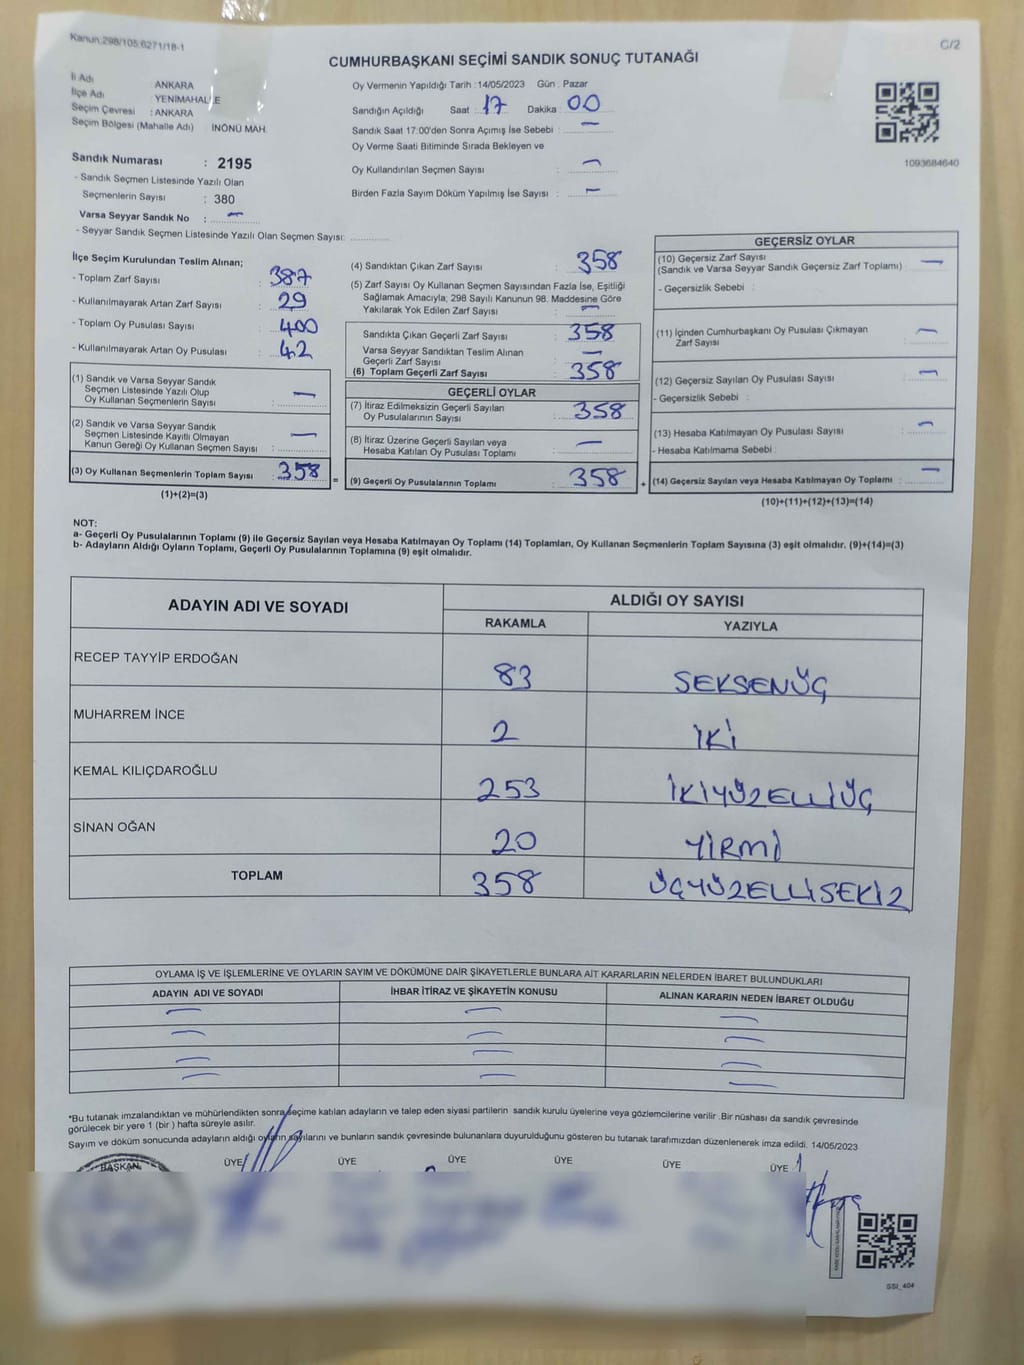 Kanun:298/105:6271/18-1
C/2
CUMHURBAŞKANI SEÇİMİ SANDIK SONUÇ TUTANAĞI
İl Adı ANKARA
İlçe Adı YENİMAHALLE
Seçim Çevresi : ANKARA
Seçim Bölgesi (Mahalle Adı) : İNÖNÜ MAH.
Sandık Numarası : 2195
- Sandık Seçmen Listesinde Yazılı Olan
Seçmenlerin Sayısı : 380
Varsa Seyyar Sandık No : —
- Seyyar Sandık Seçmen Listesinde Yazılı Olan Seçmen Sayısı:
Oy Vermenin Yapıldığı Tarih : 14/05/2023 Gün : Pazar
Sandığın Açıldığı Saat 17 Dakika 00
Sandık Saat 17:00'den Sonra Açımış İse Sebebi : —
Oy Verme Saati Bitiminde Sırada Bekleyen ve
Oy Kullandırılan Seçmen Sayısı : —
Birden Fazla Sayım Döküm Yapılmış İse Sayısı : —
1093684640
İlçe Seçim Kurulundan Teslim Alınan;
- Toplam Zarf Sayısı : 387
- Kullanılmayarak Artan Zarf Sayısı : 29
- Toplam Oy Pusulası Sayısı : 400
- Kullanılmayarak Artan Oy Pusulası : 42
(1) Sandık ve Varsa Seyyar Sandık
Seçmen Listesinde Yazılı Olup
Oy Kullanan Seçmenlerin Sayısı : —
(2) Sandık ve Varsa Seyyar Sandık
Seçmen Listesinde Kayıtlı Olmayan
Kanun Gereği Oy Kullanan Seçmen Sayısı : —
(3) Oy Kullanan Seçmenlerin Toplam Sayısı : 358 =
(1)+(2)=(3)
(4) Sandıktan Çıkan Zarf Sayısı : 358
(5) Zarf Sayısı Oy Kullanan Seçmen Sayısından Fazla İse, Eşitliği
Sağlamak Amacıyla; 298 Sayılı Kanunun 98. Maddesine Göre
Yakılarak Yok Edilen Zarf Sayısı : —
Sandıkta Çıkan Geçerli Zarf Sayısı : 358
Varsa Seyyar Sandıktan Teslim Alınan
Geçerli Zarf Sayısı : —
(6) Toplam Geçerli Zarf Sayısı : 358
GEÇERLİ OYLAR
(7) İtiraz Edilmeksizin Geçerli Sayılan
Oy Pusulalarının Sayısı : 358
(8) İtiraz Üzerine Geçerli Sayılan veya
Hesaba Katılan Oy Pusulası Toplamı : —
(9) Geçerli Oy Pusulalarının Toplamı : 358 +
GEÇERSİZ OYLAR
(10) Geçersiz Zarf Sayısı
(Sandık ve Varsa Seyyar Sandık Geçersiz Zarf Toplamı) : —
- Geçersizlik Sebebi :
(11) İçinden Cumhurbaşkanı Oy Pusulası Çıkmayan
Zarf Sayısı : —
(12) Geçersiz Sayılan Oy Pusulası Sayısı : —
- Geçersizlik Sebebi :
(13) Hesaba Katılmayan Oy Pusulası Sayısı : —
- Hesaba Katılmama Sebebi :
(14) Geçersiz Sayılan veya Hesaba Katılmayan Oy Toplamı : —
(10)+(11)+(12)+(13)=(14)
NOT:
a- Geçerli Oy Pusulalarının Toplamı (9) ile Geçersiz Sayılan veya Hesaba Katılmayan Oy Toplamı (14) Toplamları, Oy Kullanan Seçmenlerin Toplam Sayısına (3) eşit olmalıdır. (9)+(14)=(3)
b- Adayların Aldığı Oyların Toplamı, Geçerli Oy Pusulalarının Toplamına (9) eşit olmalıdır.
ADAYIN ADI VE SOYADI ALDIĞI OY SAYISI
RAKAMLA YAZIYLA
RECEP TAYYİP ERDOĞAN 83 SEKSENÜÇ
MUHARREM İNCE 2 İKİ
KEMAL KILIÇDAROĞLU 253 İKİYÜZELLİÜÇ
SİNAN OĞAN 20 YİRMİ
TOPLAM 358 ÜÇYÜZELLİSEKİZ
OYLAMA İŞ VE İŞLEMLERİNE VE OYLARIN SAYIM VE DÖKÜMÜNE DAİR ŞİKAYETLERLE BUNLARA AİT KARARLARIN NELERDEN İBARET BULUNDUKLARI
ADAYIN ADI VE SOYADI İHBAR İTİRAZ VE ŞİKAYETİN KONUSU ALINAN KARARIN NEDEN İBARET OLDUĞU
— — —
— — —
— — —
— — —
*Bu tutanak imzalandıktan ve mühürlendikten sonra seçime katılan adayların ve talep eden siyasi partilerin sandık kurulu üyelerine veya gözlemcilerine verilir .Bir nüshası da sandık çevresinde
görülecek bir yere 1 (bir ) hafta süreyle asılır.
Sayım ve döküm sonucunda adayların aldığı oyların sayılarını ve bunların sandık çevresinde bulunanlara duyurulduğunu gösteren bu tutanak tarafımızdan düzenlenerek imza edildi. 14/05/2023
BAŞKAN ÜYE ÜYE ÜYE ÜYE ÜYE ÜYE
SSI_404